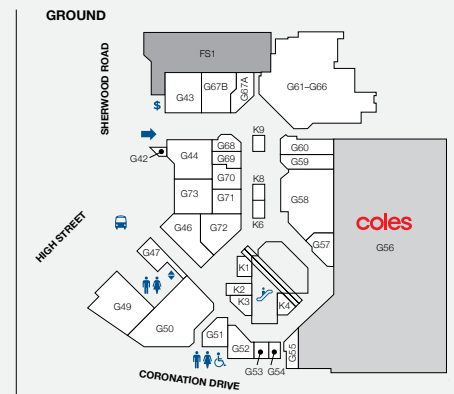 GROUND
SHERWOOD ROAD
FS1
G43
G67B
G67A
G61–G66
$
K9
G42
G44
G68
G69
G70
G71
G73
G46
G72
K8
K6
G60
G59
G58
G57
coles
G56
HIGH STREET
G47
G49
G50
K1
K2
K3
K4
G51
G52
G53
G54
G55
CORONATION DRIVE